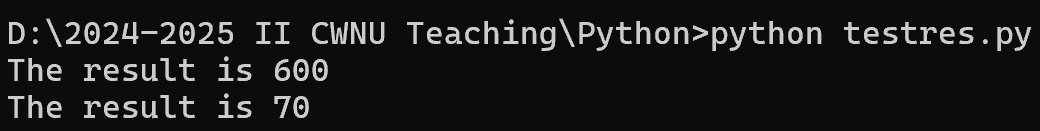 D:\2024-2025 II CWNU Teaching\Python>python testres.py
The result is 600
The result is 70